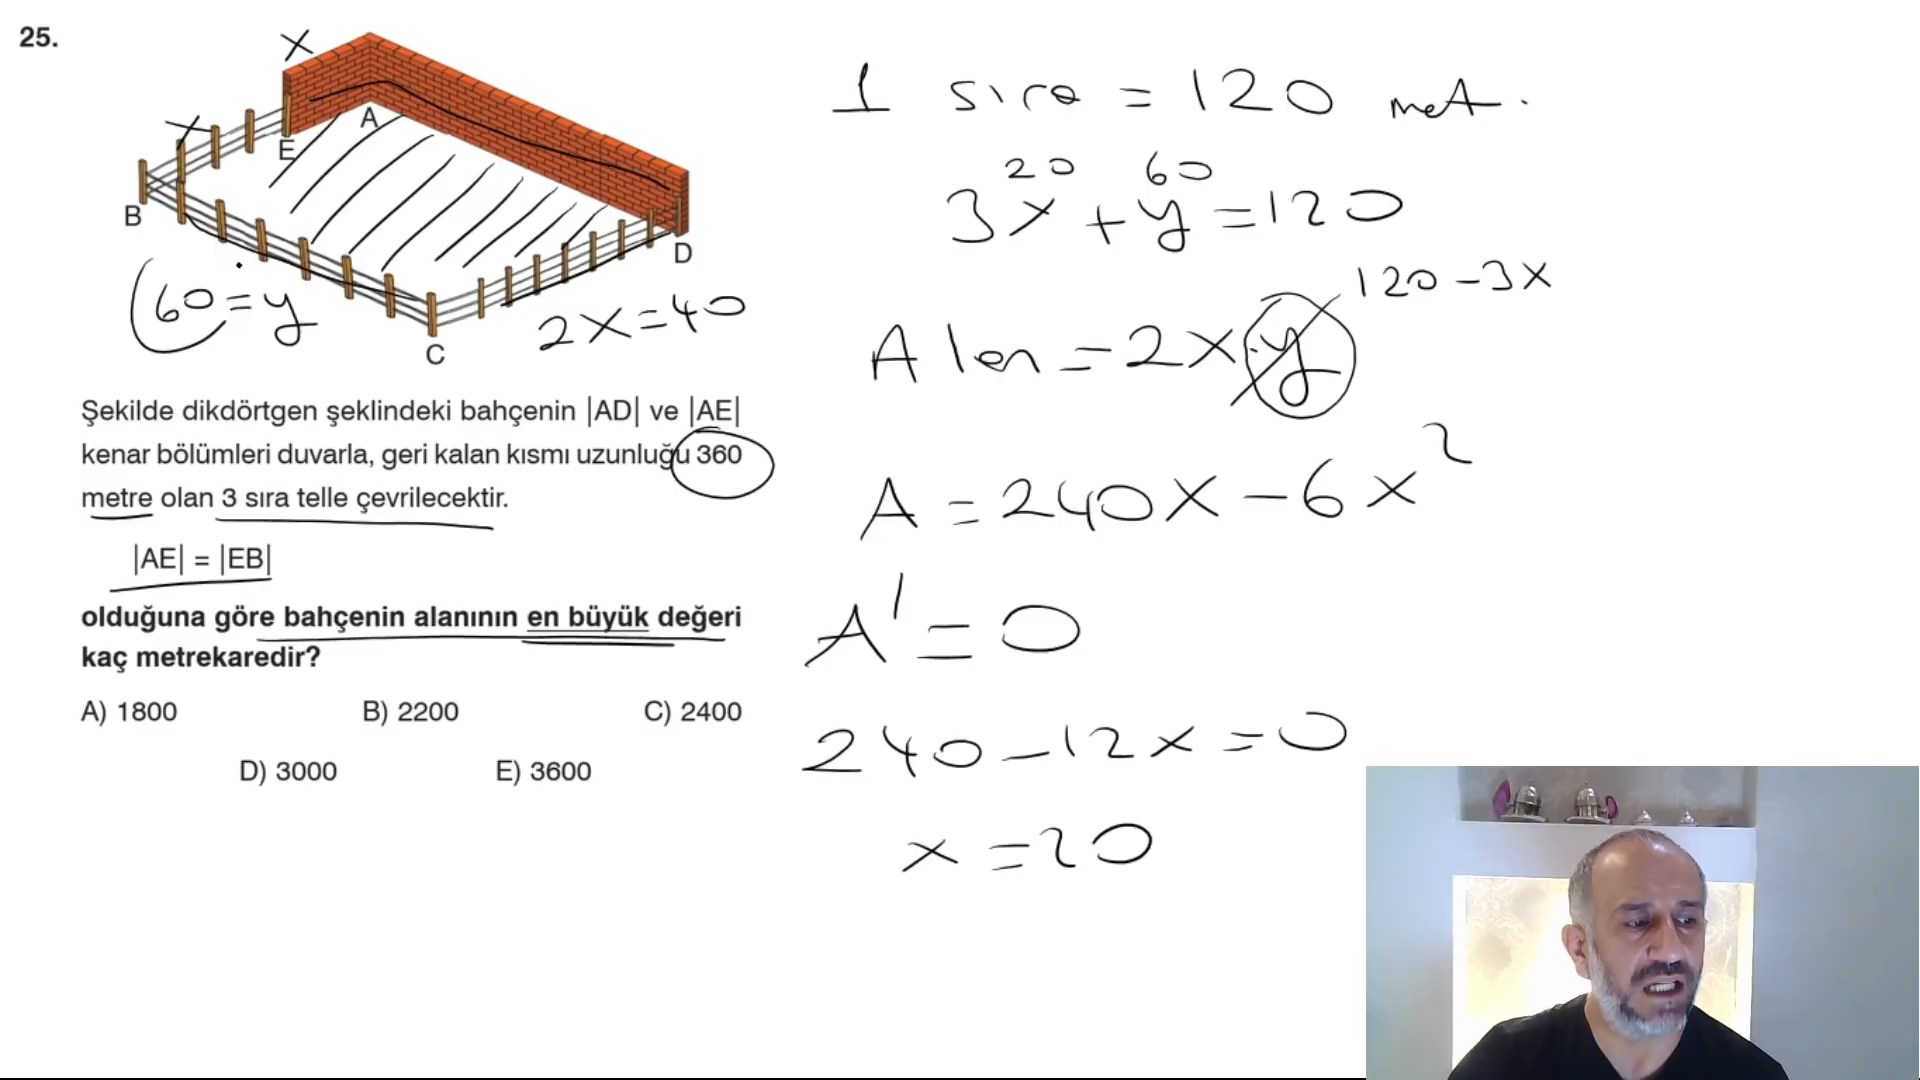 25.
X
A
E
x
B
D
60 = y
2x = 40
C
Şekilde dikdörtgen şeklindeki bahçenin |AD| ve |AE|
kenar bölümleri duvarla, geri kalan kısmı uzunluğu 360
metre olan 3 sıra telle çevrilecektir.
|AE| = |EB|
olduğuna göre bahçenin alanının en büyük değeri
kaç metrekaredir?
A) 1800 B) 2200 C) 2400
D) 3000 E) 3600
1 sıra = 120 met.
20 60
3x + y = 120
120 - 3x
Alan = 2x.y
A = 240x - 6x²
A' = 0
240 - 12x = 0
x = 20